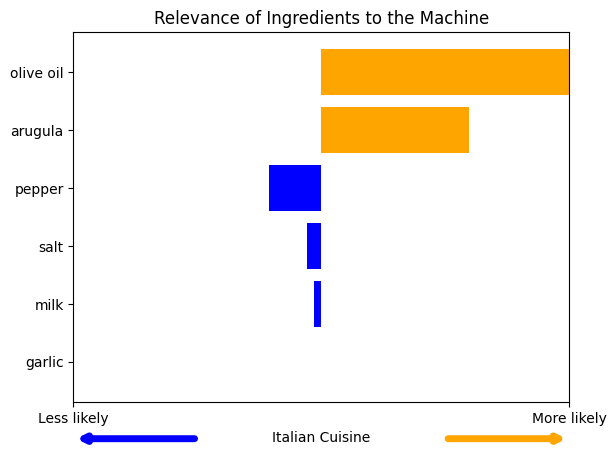 Relevance of Ingredients to the Machine
olive oil
arugula
pepper
salt
milk
garlic
Less likely
More likely
Italian Cuisine